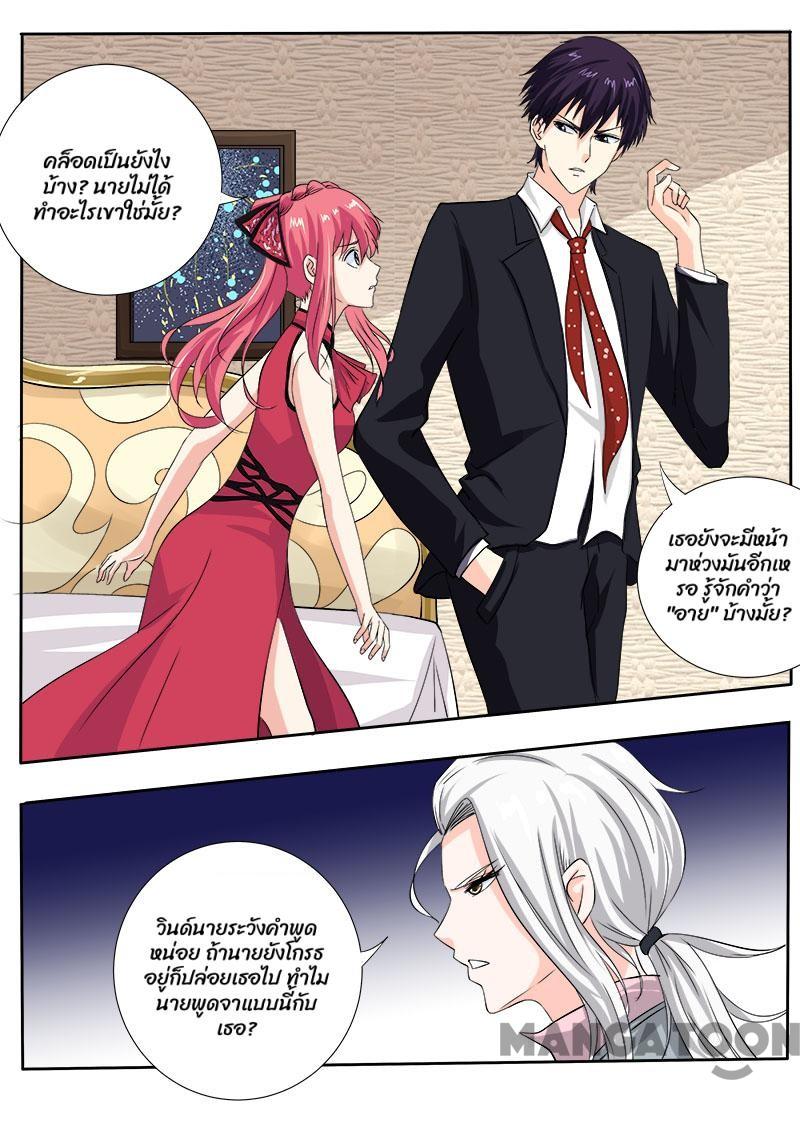 คล็อดเป็นยังไง
บ้าง? นายไม่ได้
ทำอะไรเขาใช่มั้ย?
เธอยังจะมีหน้า
มาห่วงมันอีกเห
รอ รู้จักคำว่า
"อาย" บ้างมั้ย?
วินด์นายระวังคำพูด
หน่อย ถ้านายยังโกรธ
อยู่ก็ปล่อยเธอไป ทำไม
นายพูดจาแบบนี้กับ
เธอ?
MANGATOON